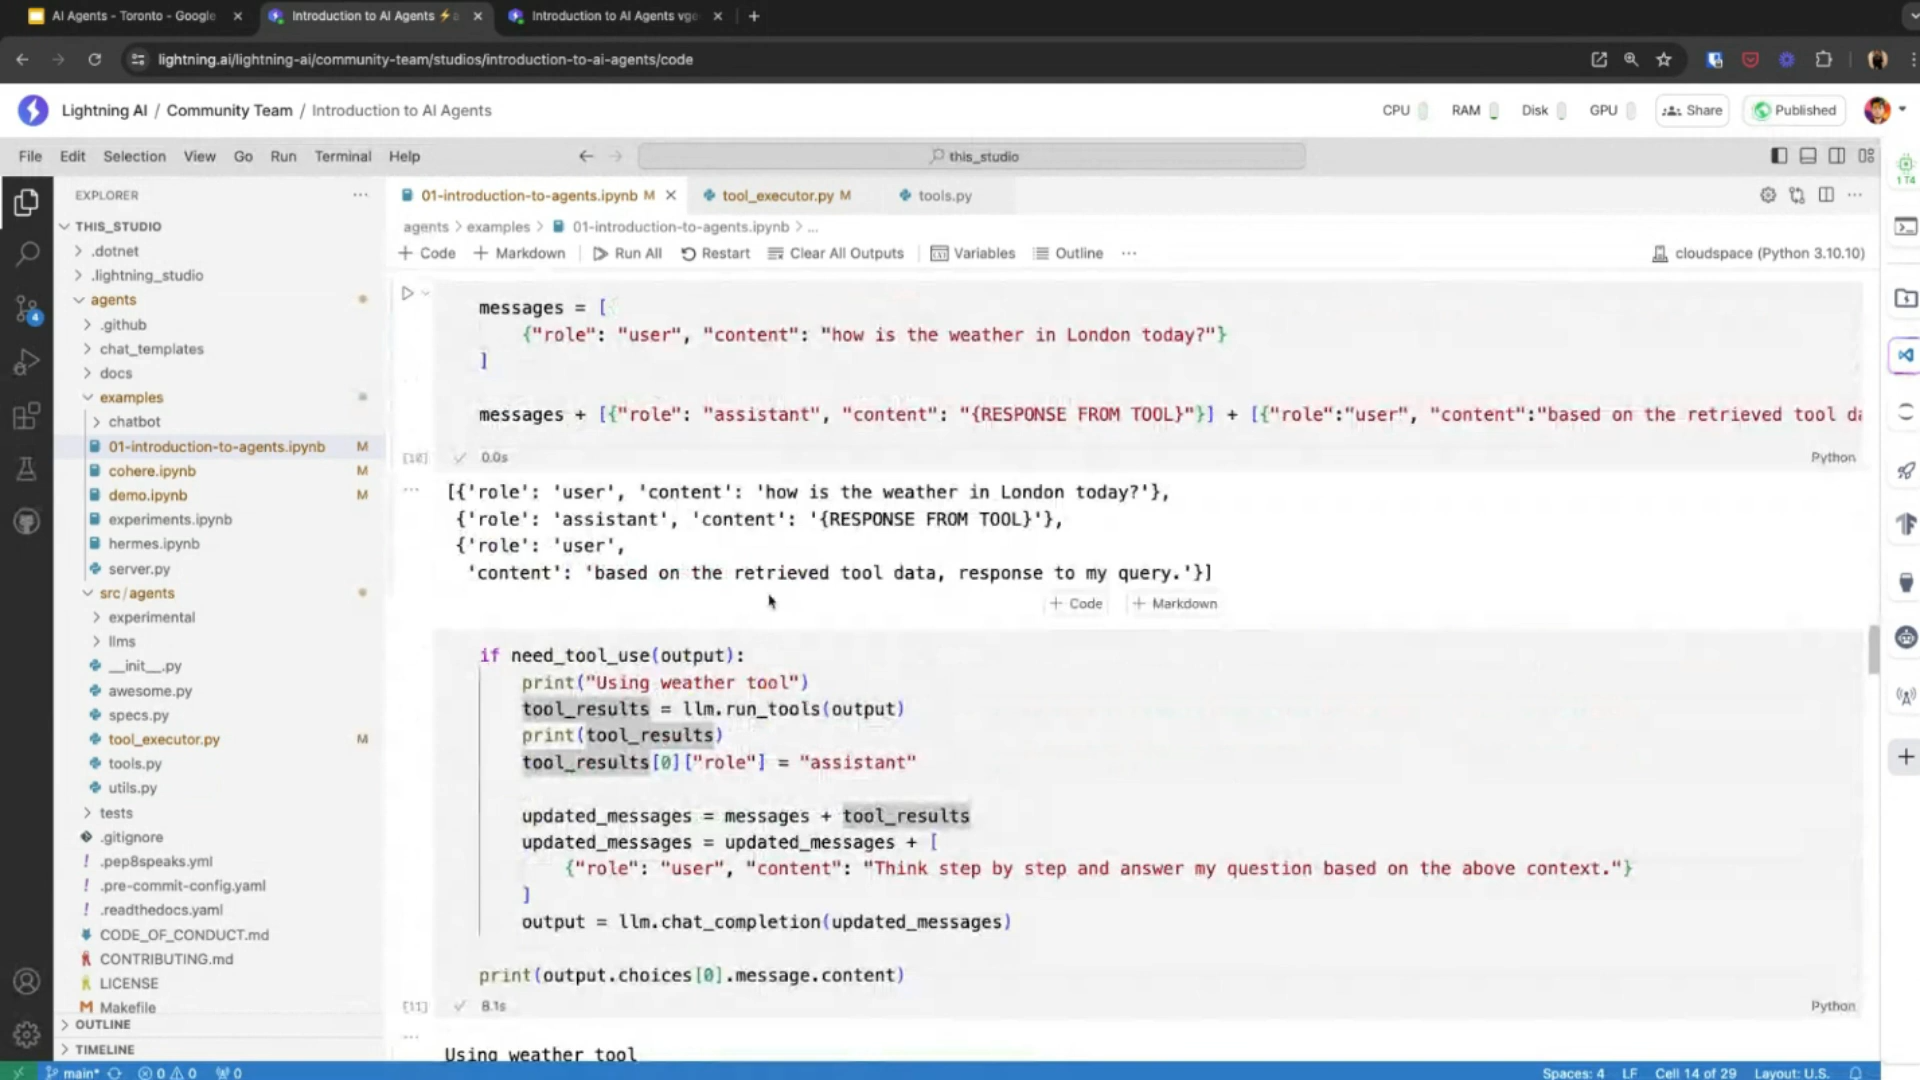 AI Agents - Toronto - Google
Introduction to AI Agents
Introduction to AI Agents
lightning.ai/lightning-ai/community-team/studios/introduction-to-ai-agents/code
Lightning AI / Community Team / Introduction to AI Agents
CPU RAM Disk GPU Share Published
File Edit Selection View Go Run Terminal Help
this_studio
EXPLORER
THIS_STUDIO
.dotnet
.lightning_studio
agents
.github
chat_templates
docs
examples
chatbot
01-introduction-to-agents.ipynb M
cohere.ipynb M
demo.ipynb M
experiments.ipynb
hermes.ipynb
server.py
src/agents
experimental
llms
__init__.py
awesome.py
specs.py
tool_executor.py M
tools.py
utils.py
tests
.gitignore
.pep8speaks.yml
.pre-commit-config.yaml
.readthedocs.yaml
CODE_OF_CONDUCT.md
CONTRIBUTING.md
LICENSE
Makefile
OUTLINE
TIMELINE
4
01-introduction-to-agents.ipynb M
tool_executor.py M
tools.py
agents > examples > 01-introduction-to-agents.ipynb > ...
+ Code + Markdown Run All Restart Clear All Outputs Variables Outline ... cloudspace (Python 3.10.10)
messages = [
{"role": "user", "content": "how is the weather in London today?"}
]
messages + [{"role": "assistant", "content": "{RESPONSE FROM TOOL}"}] + [{"role":"user", "content":"based on the retrieved tool da
[10] 0.0s Python
[{'role': 'user', 'content': 'how is the weather in London today?'},
{'role': 'assistant', 'content': '{RESPONSE FROM TOOL}'},
{'role': 'user',
'content': 'based on the retrieved tool data, response to my query.'}]
+ Code + Markdown
if need_tool_use(output):
print("Using weather tool")
tool_results = llm.run_tools(output)
print(tool_results)
tool_results[0]["role"] = "assistant"
updated_messages = messages + tool_results
updated_messages = updated_messages + [
{"role": "user", "content": "Think step by step and answer my question based on the above context."}
]
output = llm.chat_completion(updated_messages)
print(output.choices[0].message.content)
[11] 8.1s Python
Using weather tool
1 T4
main* 0 0 0
Spaces: 4 LF Cell 14 of 29 Layout: U.S.